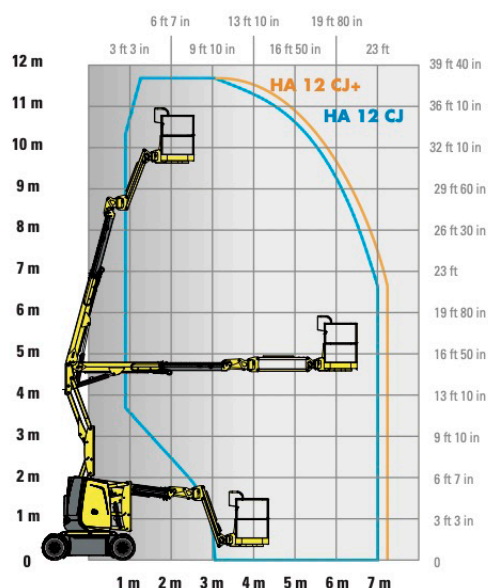 6 ft 7 in 13 ft 10 in 19 ft 80 in
3 ft 3 in 9 ft 10 in 16 ft 50 in 23 ft
12 m 39 ft 40 in
HA 12 CJ+
11 m 36 ft 10 in
HA 12 CJ
10 m 32 ft 10 in
9 m 29 ft 60 in
8 m 26 ft 30 in
7 m 23 ft
6 m 19 ft 80 in
5 m 16 ft 50 in
4 m 13 ft 10 in
3 m 9 ft 10 in
2 m 6 ft 7 in
1 m 3 ft 3 in
0 0
1 m 2 m 3 m 4 m 5 m 6 m 7 m